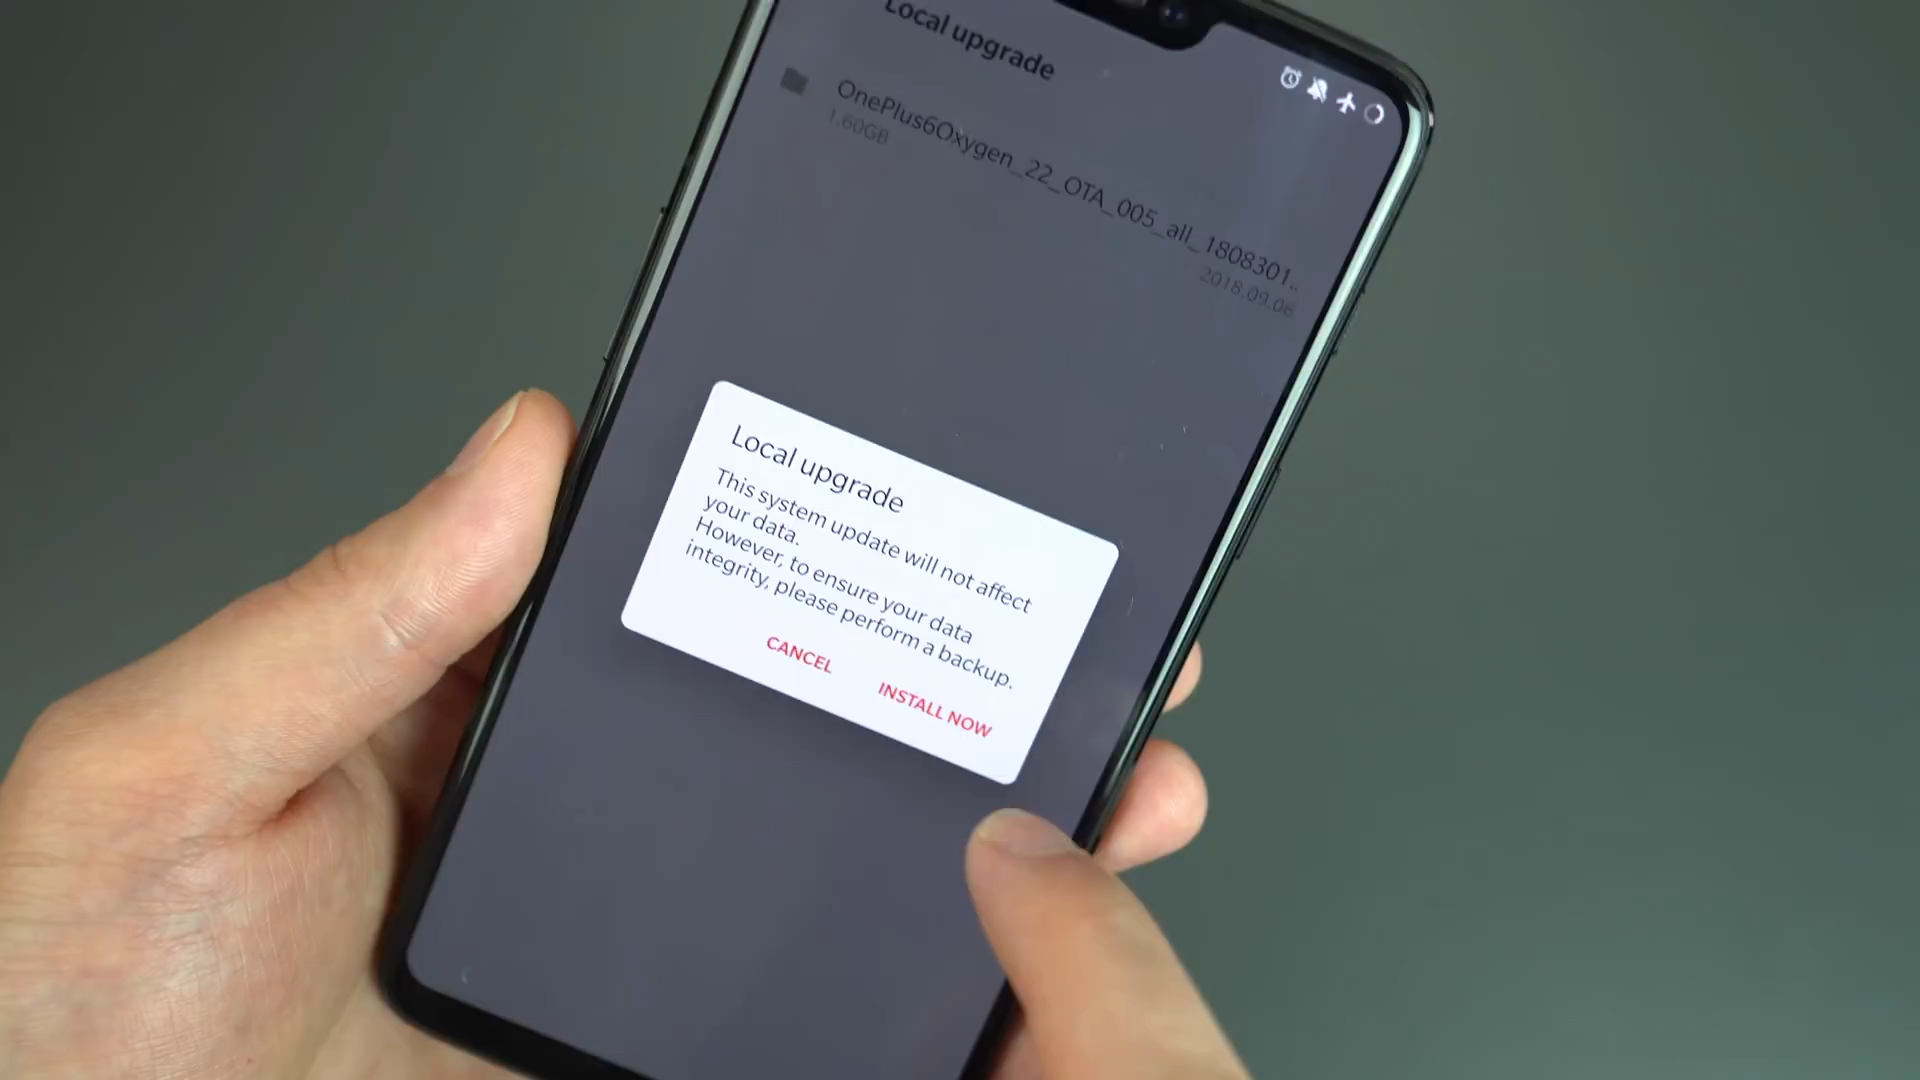 Local upgrade
OnePlus6Oxygen_22_OTA_005_all_1808301..
1.60GB
2018.09.06
Local upgrade
This system update will not affect
your data.
However, to ensure your data
integrity, please perform a backup.
CANCEL
INSTALL NOW